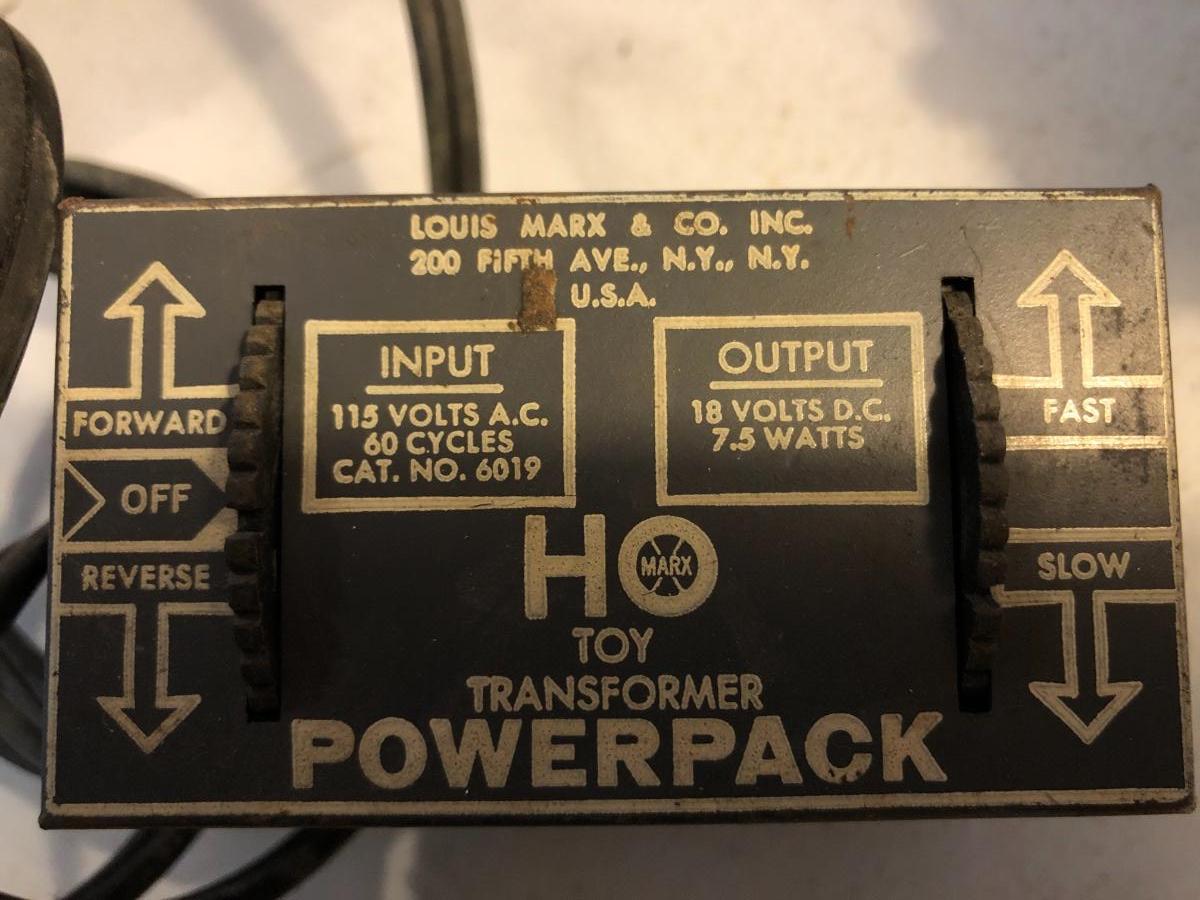 LOUIS MARX & CO. INC.
200 FiFTH AVE., N.Y., N.Y.
U.S.A.
INPUT
115 VOLTS A.C.
60 CYCLES
CAT. NO. 6019
OUTPUT
18 VOLTS D.C.
7.5 WATTS
FORWARD
OFF
REVERSE
FAST
SLOW
HO
MARX
TOY
TRANSFORMER
POWERPACK